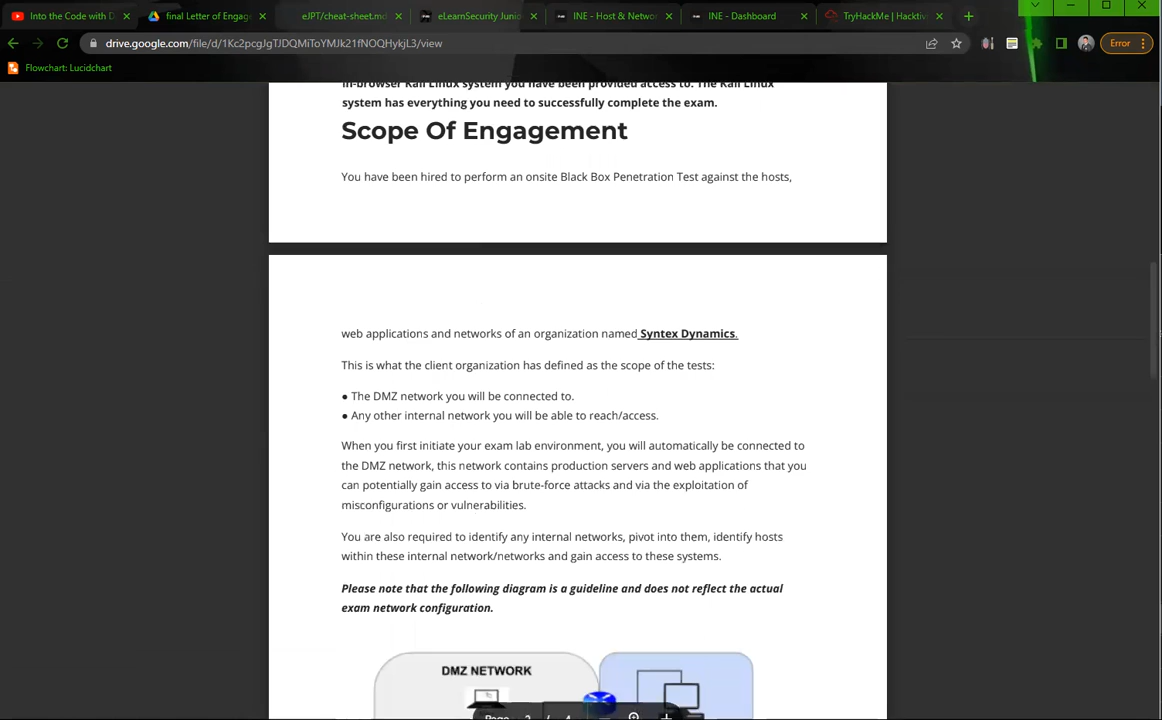 Into the Code with D
final Letter of Engag
eJPT/cheat-sheet.md
eLearnSecurity Juni
INE - Host & Netwo
INE - Dashboard
TryHackMe | Hacktiv
drive.google.com/file/d/1Kc2pcgJgTJDQMiToYMJk21fNOQHykjL3/view
Error
Flowchart: Lucidchart
in-browser Kali Linux system you have been provided access to. The Kali Linux
system has everything you need to successfully complete the exam.
Scope Of Engagement
You have been hired to perform an onsite Black Box Penetration Test against the hosts,
web applications and networks of an organization named Syntex Dynamics.
This is what the client organization has defined as the scope of the tests:
● The DMZ network you will be connected to.
● Any other internal network you will be able to reach/access.
When you first initiate your exam lab environment, you will automatically be connected to
the DMZ network, this network contains production servers and web applications that you
can potentially gain access to via brute-force attacks and via the exploitation of
misconfigurations or vulnerabilities.
You are also required to identify any internal networks, pivot into them, identify hosts
within these internal network/networks and gain access to these systems.
Please note that the following diagram is a guideline and does not reflect the actual
exam network configuration.
DMZ NETWORK
Page 2 / 4